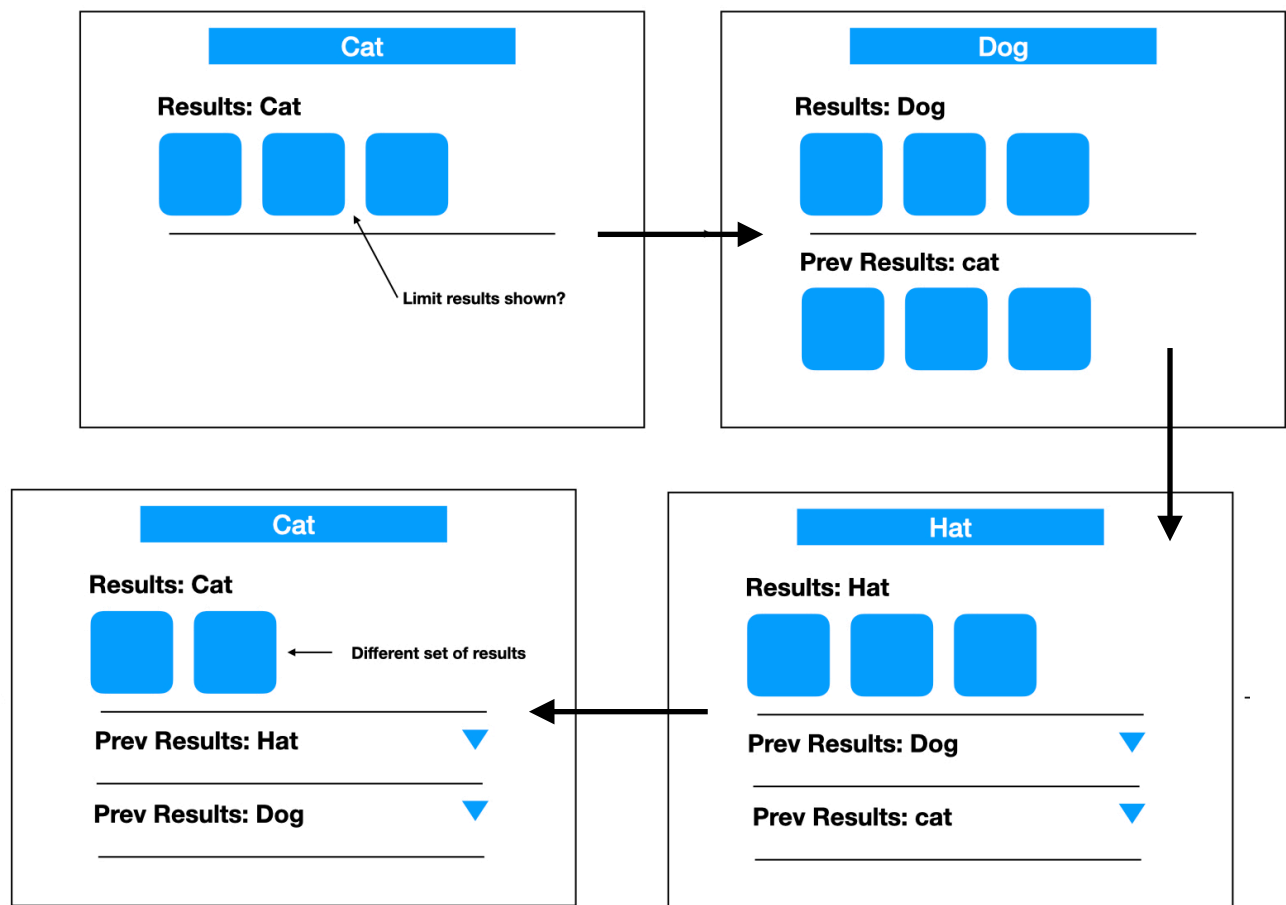 Cat
Results: Cat
Limit results shown?
Dog
Results: Dog
Prev Results: cat
Hat
Results: Hat
Prev Results: Dog
Prev Results: cat
Cat
Results: Cat
Different set of results
Prev Results: Hat
Prev Results: Dog